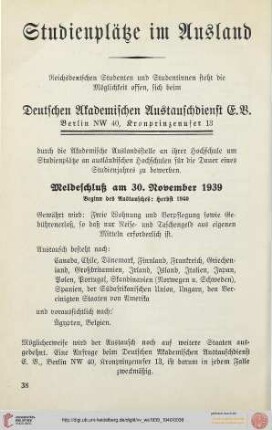 Studienplätze im Ausland
Reichsdeutschen Studenten und Studentinnen steht die
Möglichkeit offen, sich beim
Deutschen Akademischen Austauschdienst E.V.
Berlin NW 40, Kronprinzenufer 13
durch die Akademische Auslandsstelle an ihrer Hochschule um
Studienplätze an ausländischen Hochschulen für die Dauer eines
Studienjahres zu bewerben.
Meldeschluß am 30. November 1939
Beginn des Austausches: Herbst 1940
Gewährt wird: Freie Wohnung und Verpflegung sowie Ge-
bührenerlaß, so daß nur Reise- und Taschengeld aus eigenen
Mitteln erforderlich ist.
Austausch besteht nach:
Canada, Chile, Dänemark, Finnland, Frankreich, Griechen-
land, Großbritannien, Irland, Island, Italien, Japan,
Polen, Portugal, Skandinavien (Norwegen u. Schweden),
Spanien, der Südafrikanischen Union, Ungarn, den Ver-
einigten Staaten von Amerika
und voraussichtlich nach:
Ägypten, Belgien.
Möglicherweise wird der Austausch noch auf weitere Staaten aus-
gedehnt. Eine Anfrage beim Deutschen Akademischen Austauschdienst
E. V., Berlin NW 40, Kronprinzenufer 13, ist darum in jedem Falle
zweckmäßig.
38
http://digi.ub.uni-heidelberg.de/diglit/